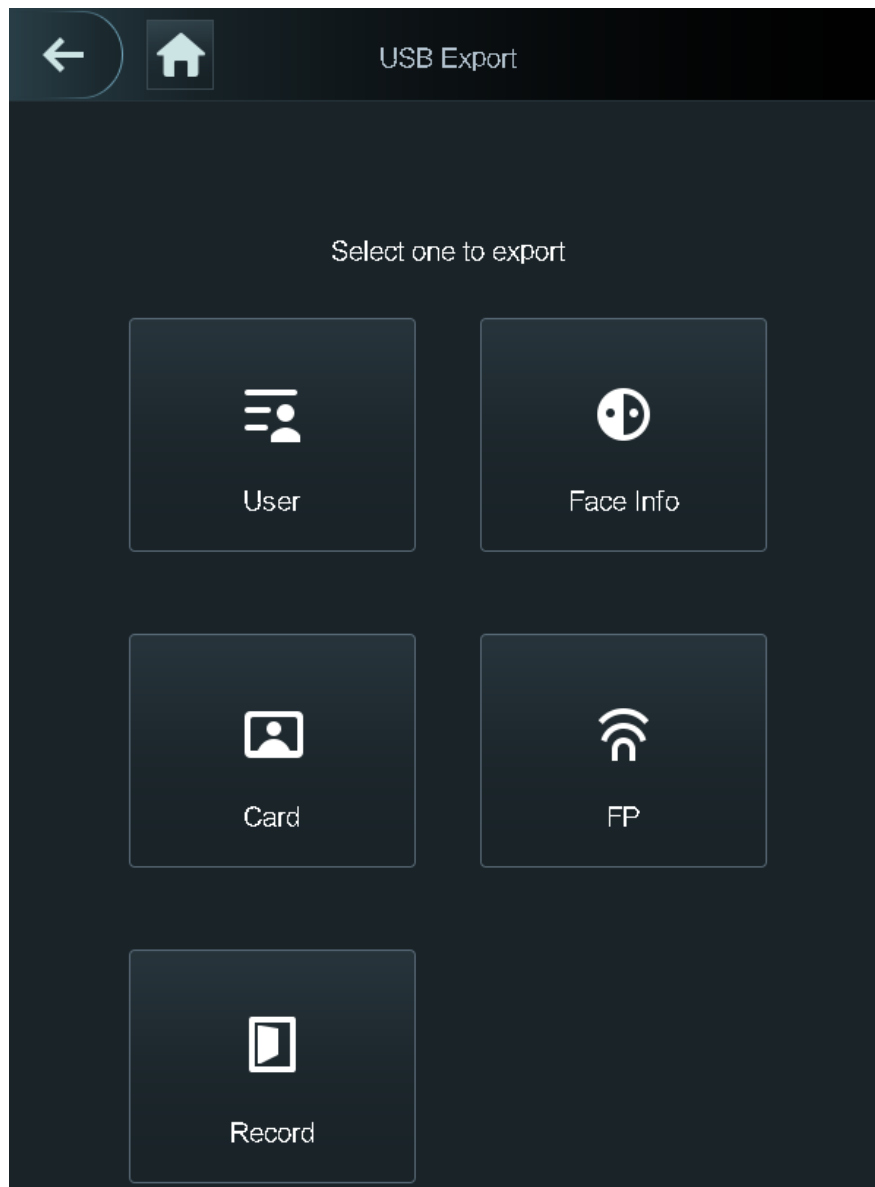 USB Export
Select one to export
User
Face Info
Card
FP
Record